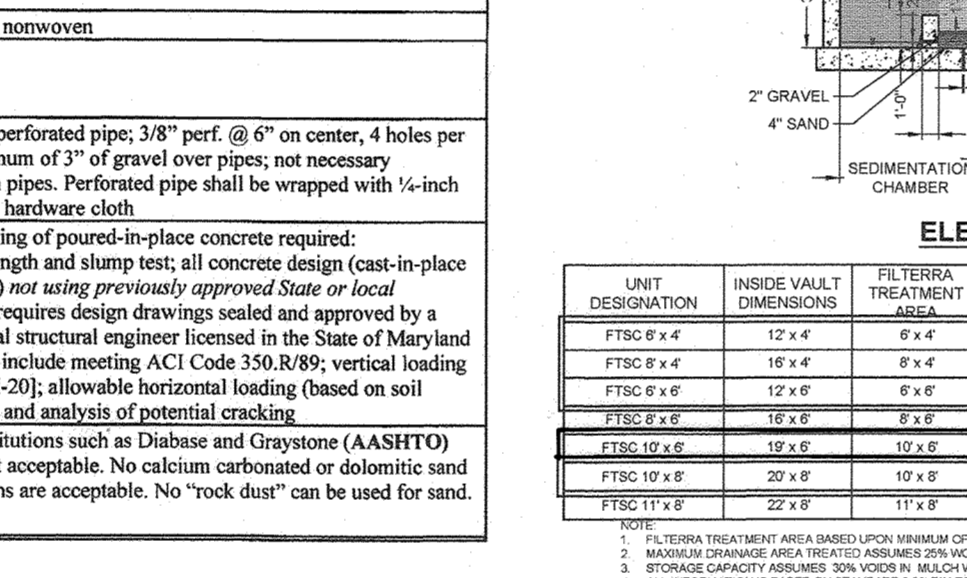 nonwoven
perforated pipe; 3/8” perf. @ 6” on center, 4 holes per
of 3” of gravel over pipes; not necessary
pipes. Perforated pipe shall be wrapped with ¼-inch
hardware cloth
of poured-in-place concrete required:
and slump test; all concrete design (cast-in-place
) not using previously approved State or local
requires design drawings sealed and approved by a
structural engineer licensed in the State of Maryland
include meeting ACI Code 350.R/89; vertical loading
-20]; allowable horizontal loading (based on soil
and analysis of potential cracking
such as Diabase and Graystone (AASHTO)
acceptable. No calcium carbonated or dolomitic sand
are acceptable. No “rock dust” can be used for sand.
2" GRAVEL
4" SAND
1'-0"
SEDIMENTATION
CHAMBER
ELE
UNIT DESIGNATION INSIDE VAULT DIMENSIONS FILTERRA TREATMENT AREA
FTSC 6' x 4' 12' x 4' 6' x 4'
FTSC 8' x 4' 16' x 4' 8' x 4'
FTSC 6' x 6' 12' x 6' 6' x 6'
FTSC 8' x 6' 16' x 6' 8' x 6'
FTSC 10' x 6' 19' x 6' 10' x 6'
FTSC 10' x 8' 20' x 8' 10' x 8'
FTSC 11' x 8' 22' x 8' 11' x 8'
NOTE:
1. FILTERRA TREATMENT AREA BASED UPON MINIMUM OF
2. MAXIMUM DRAINAGE AREA TREATED ASSUMES 25% WO
3. STORAGE CAPACITY ASSUMES 30% VOIDS IN MULCH W